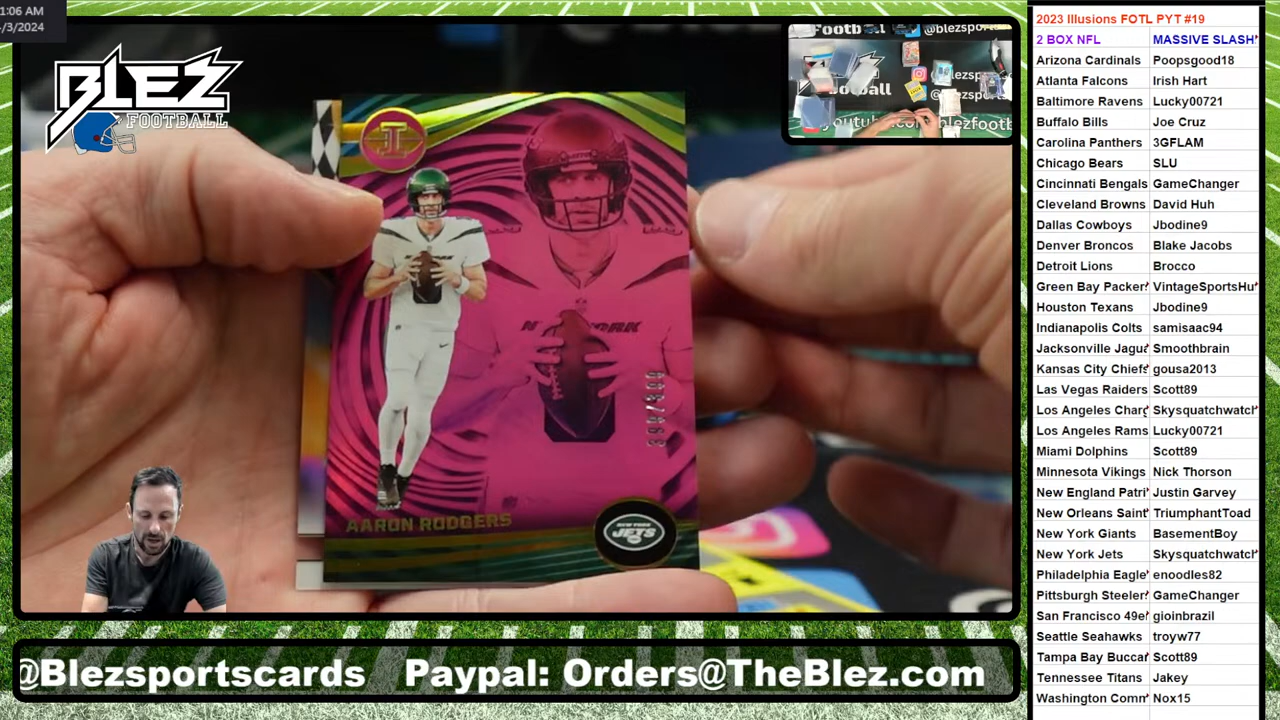 1:06 AM
/3/2024
BLEZ
FOOTBALL
Football
@blezspor
youtube.co
blezfootb
AARON RODGERS
NEW YORK
JETS
@Blezsportscards Paypal: Orders@TheBlez.com
2023 Illusions FOTL PYT #19
2 BOX NFL MASSIVE SLASH
Arizona Cardinals Poopsgood18
Atlanta Falcons Irish Hart
Baltimore Ravens Lucky00721
Buffalo Bills Joe Cruz
Carolina Panthers 3GFLAM
Chicago Bears SLU
Cincinnati Bengals GameChanger
Cleveland Browns David Huh
Dallas Cowboys Jbodine9
Denver Broncos Blake Jacobs
Detroit Lions Brocco
Green Bay Packer VintageSportsHu
Houston Texans Jbodine9
Indianapolis Colts samisaac94
Jacksonville Jagua Smoothbrain
Kansas City Chiefs gousa2013
Las Vegas Raiders Scott89
Los Angeles Charg Skysquatchwatch
Los Angeles Rams Lucky00721
Miami Dolphins Scott89
Minnesota Vikings Nick Thorson
New England Patri Justin Garvey
New Orleans Saint TriumphantToad
New York Giants BasementBoy
New York Jets Skysquatchwatch
Philadelphia Eagle enoodles82
Pittsburgh Steeler GameChanger
San Francisco 49e gioinbrazil
Seattle Seahawks troyw77
Tampa Bay Buccar Scott89
Tennessee Titans Jakey
Washington Comm Nox15